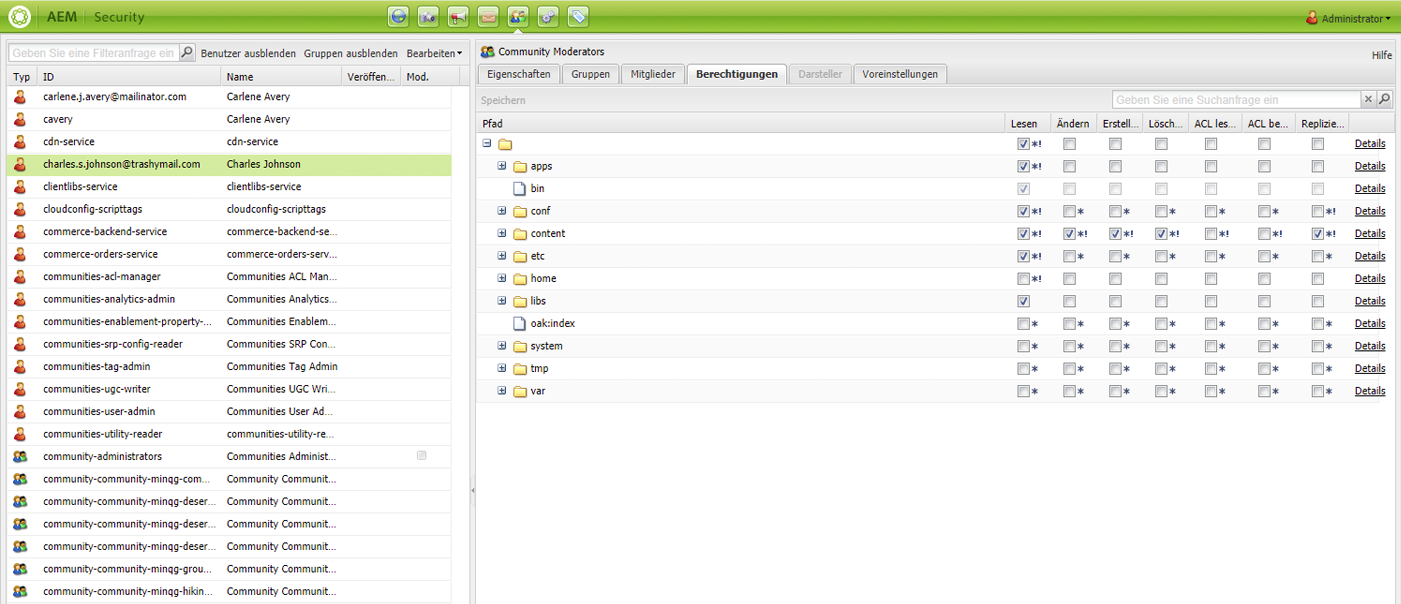 AEM Security Administrator
Geben Sie eine Filteranfrage ein Benutzer ausblenden Gruppen ausblenden Bearbeiten
Typ ID Name Veröffen... Mod.
carlene.j.avery@mailinator.com Carlene Avery
cavery Carlene Avery
cdn-service cdn-service
charles.s.johnson@trashymail.com Charles Johnson
clientlibs-service clientlibs-service
cloudconfig-scripttags cloudconfig-scripttags
commerce-backend-service commerce-backend-se...
commerce-orders-service commerce-orders-serv...
communities-acl-manager Communities ACL Man...
communities-analytics-admin Communities Analytics...
communities-enablement-property-... Communities Enablem...
communities-srp-config-reader Communities SRP Con...
communities-tag-admin Communities Tag Admin
communities-ugc-writer Communities UGC Wri...
communities-user-admin Communities User Ad...
communities-utility-reader communities-utility-re...
community-administrators Communities Administ...
community-community-minqg-com... Community Communit...
community-community-minqg-deser... Community Communit...
community-community-minqg-deser... Community Communit...
community-community-minqg-deser... Community Communit...
community-community-minqg-grou... Community Communit...
community-community-minqg-hikin... Community Communit...
Community Moderators
Hilfe
Eigenschaften Gruppen Mitglieder Berechtigungen Darsteller Voreinstellungen
Speichern Geben Sie eine Suchanfrage ein
Pfad Lesen Ändern Erstell... Lösch... ACL les... ACL be... Replizie...
*! Details
apps *! Details
bin Details
conf *! * * * * * *! Details
content *! *! *! *! *! *! *! Details
etc *! * * * * * * Details
home *! Details
libs Details
oak:index * * * * * * * Details
system * * * * * * * Details
tmp * * * * * * * Details
var * * * * * * * Details